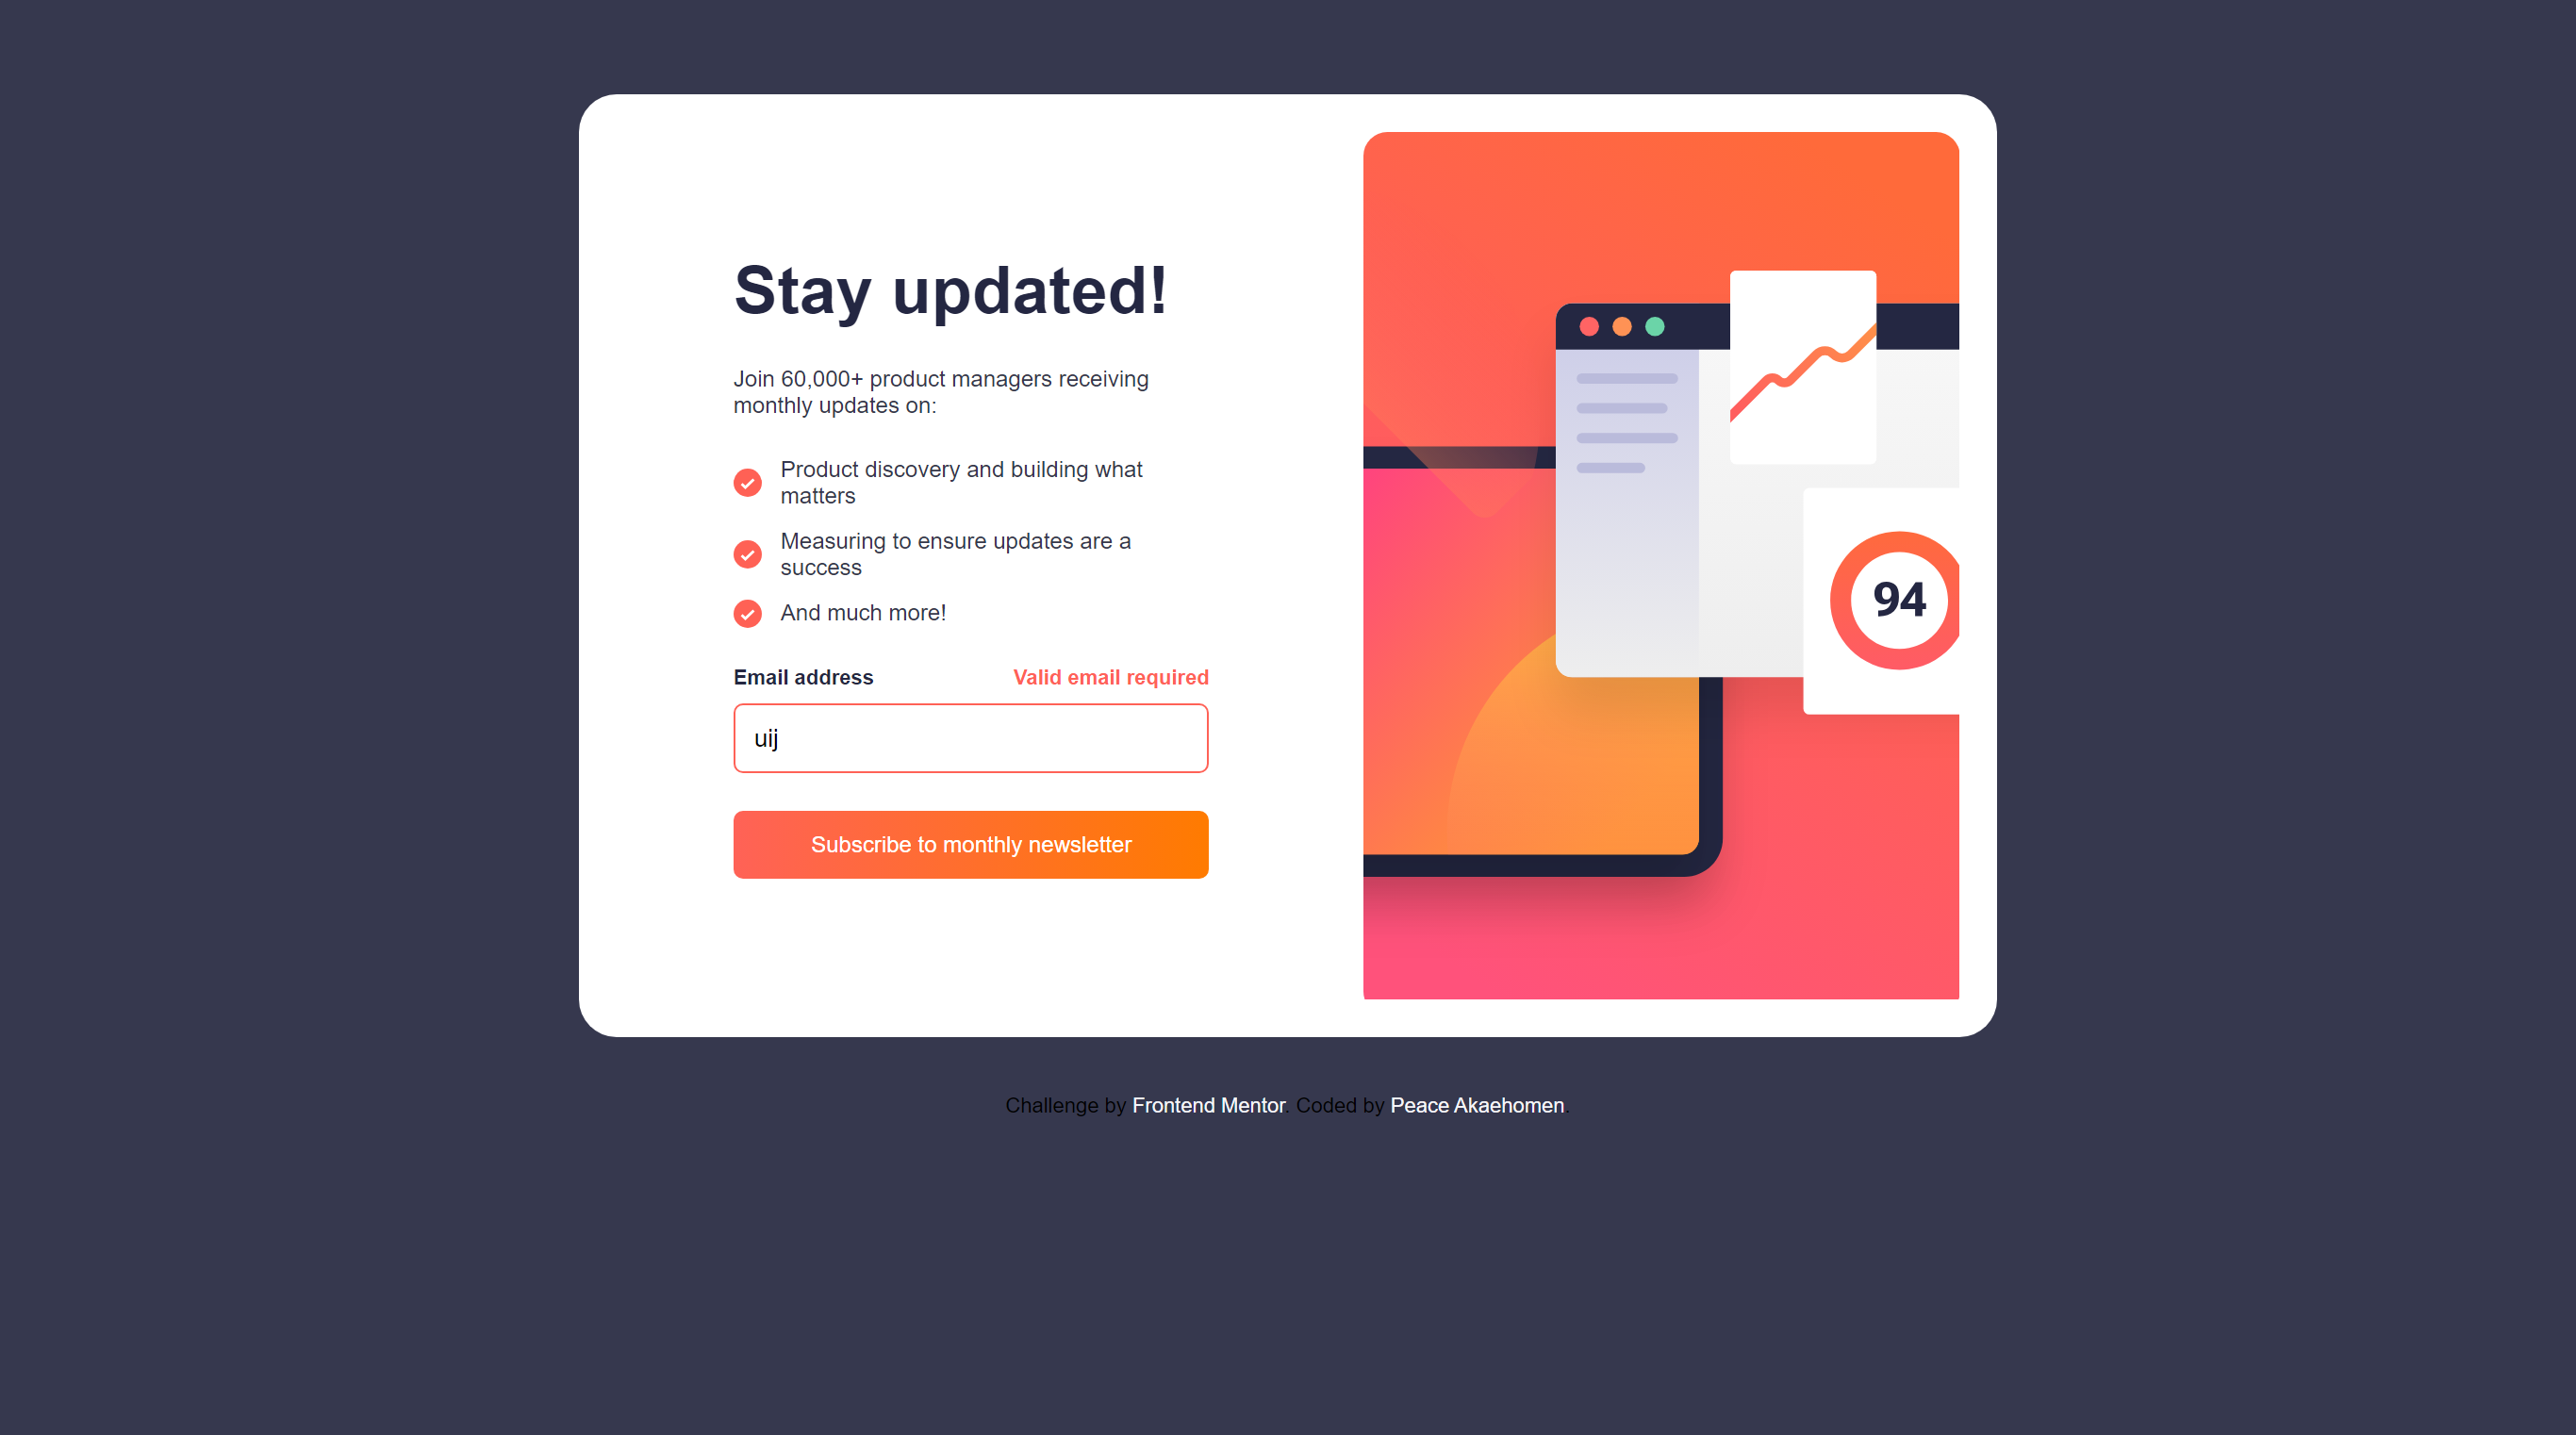 Stay updated!
Join 60,000+ product managers receiving
monthly updates on:
Product discovery and building what
matters
Measuring to ensure updates are a
success
And much more!
Email address
Valid email required
uij
Subscribe to monthly newsletter
94
Challenge by Frontend Mentor. Coded by Peace Akaehomen.